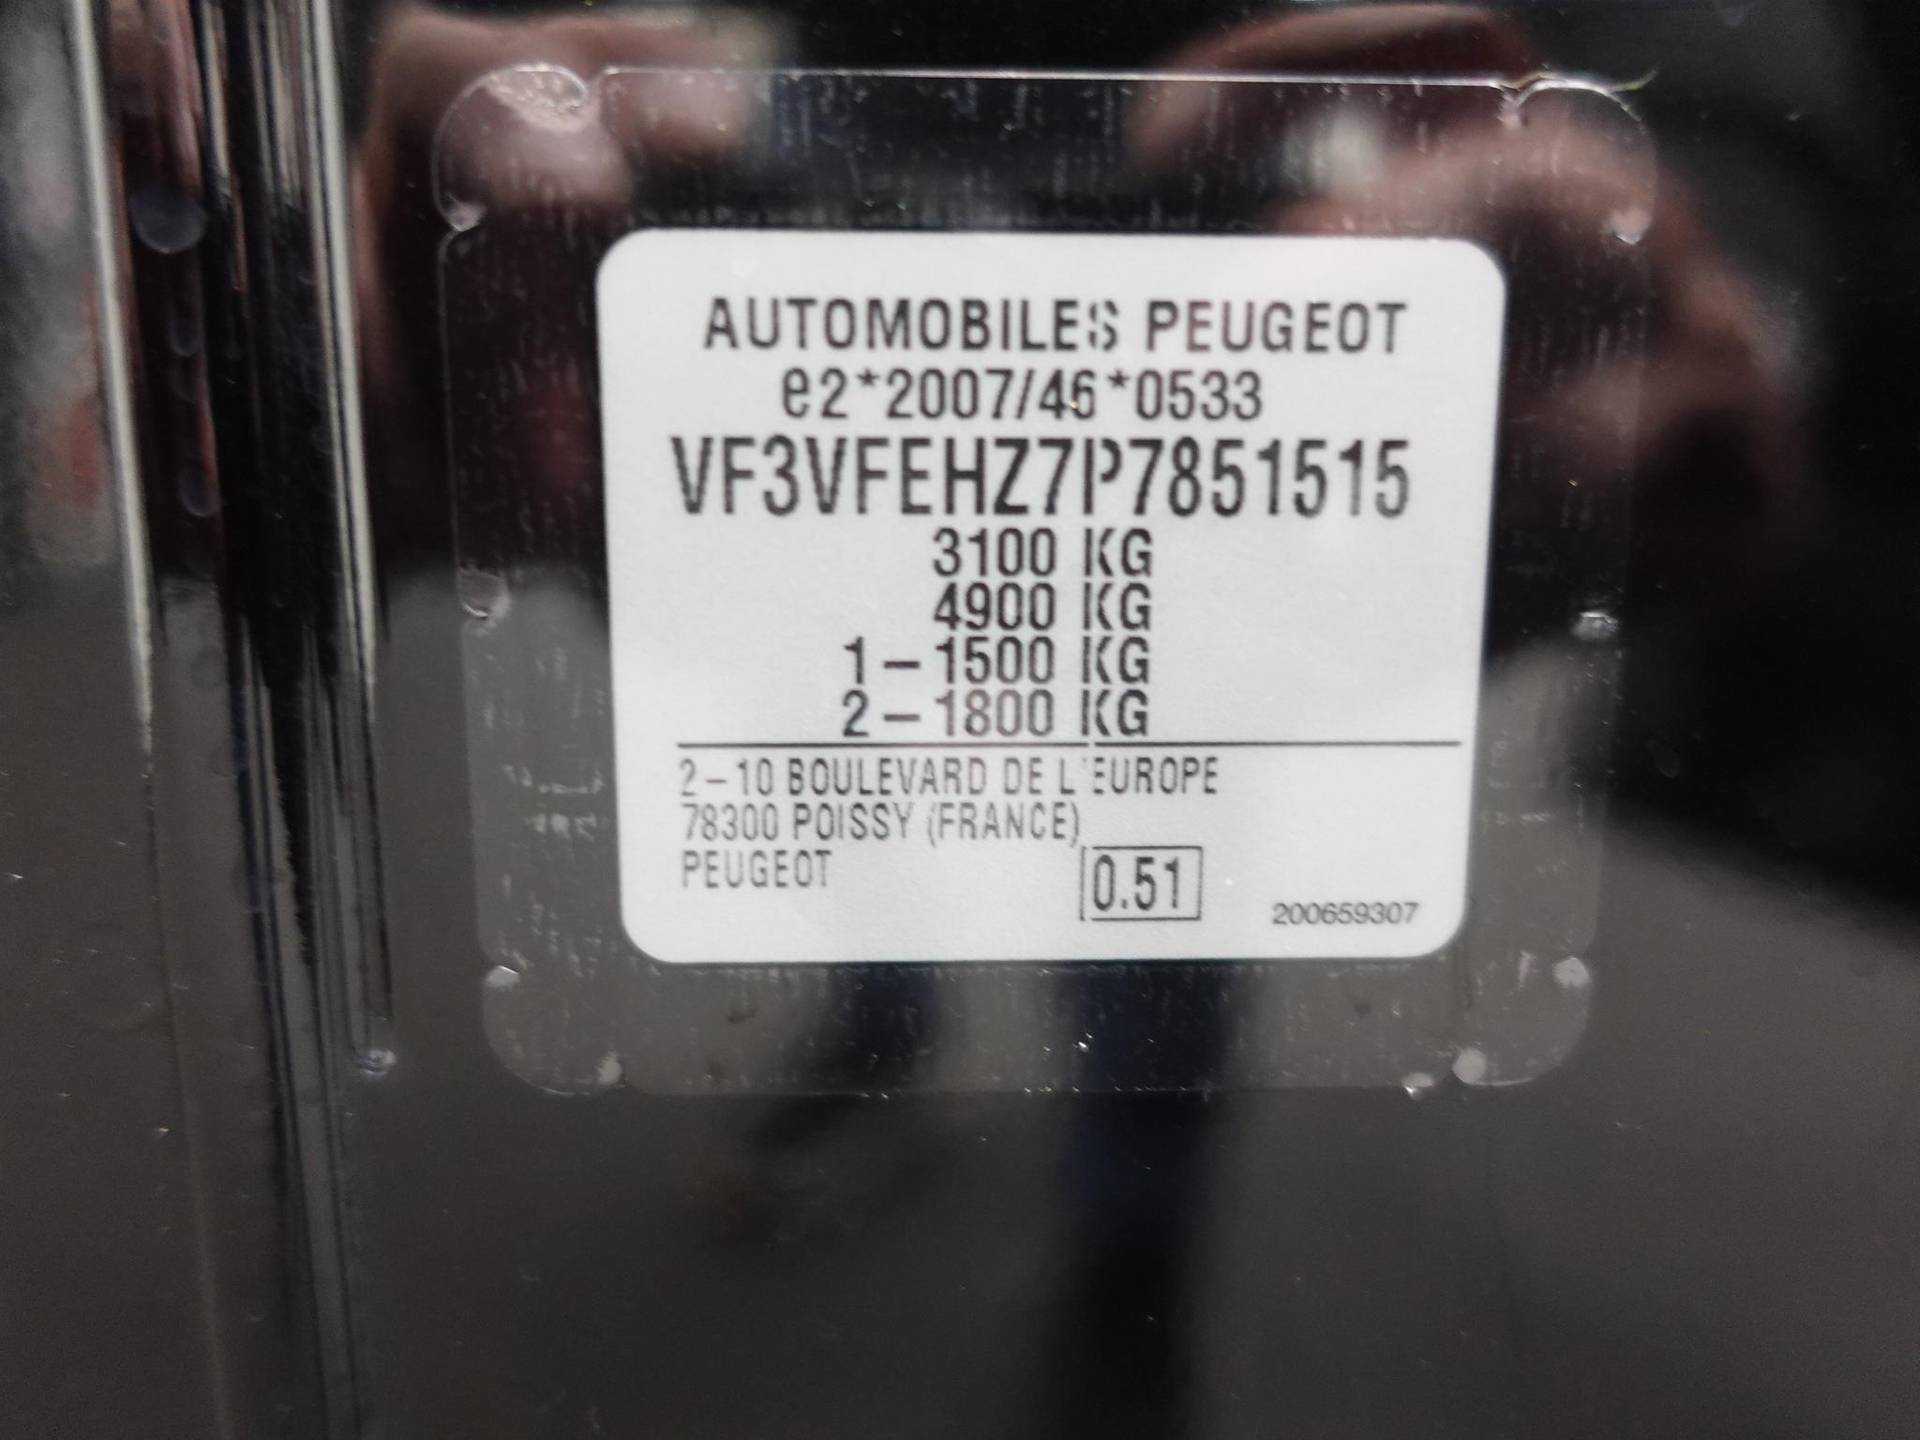 AUTOMOBILES PEUGEOT
e2*2007/46*0533
VF3VFEHZ7P7851515
3100 KG
4900 KG
1-1500 KG
2-1800 KG
2-10 BOULEVARD DE L'EUROPE
78300 POISSY (FRANCE)
PEUGEOT
0.51
200659307